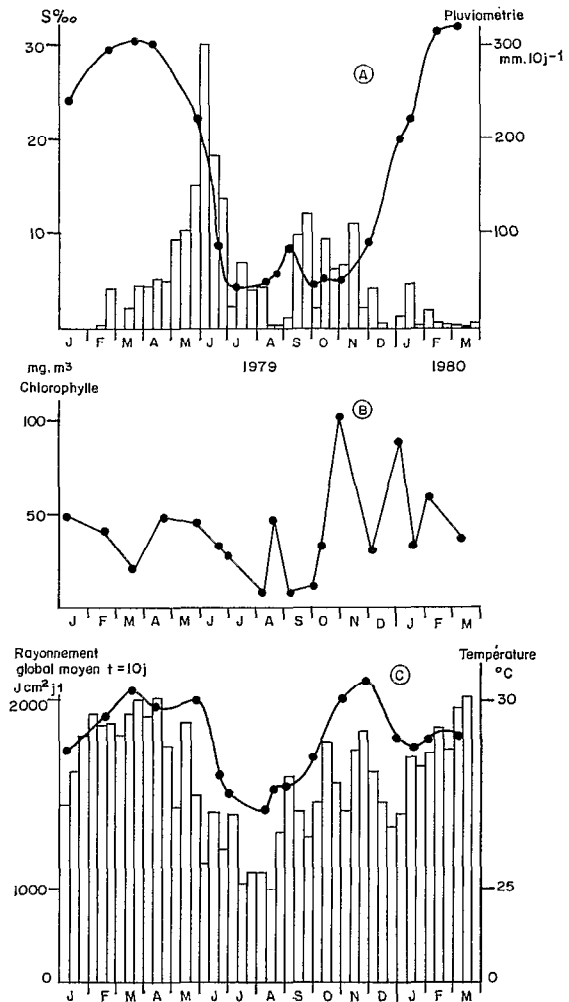 S‰
Pluviométrie
30
300
mm.10j-1
A
20
200
10
100
J F M A M J J A S O N D J F M
mg. m3
1979
1980
Chlorophylle
B
100
50
J F M A M J J A S O N D J F M
Rayonnement
Température
global moyen t = 10j
°C
J cm² j1
C
2000
30
1000
25
0
0
J F M A M J J A S O N D J F M